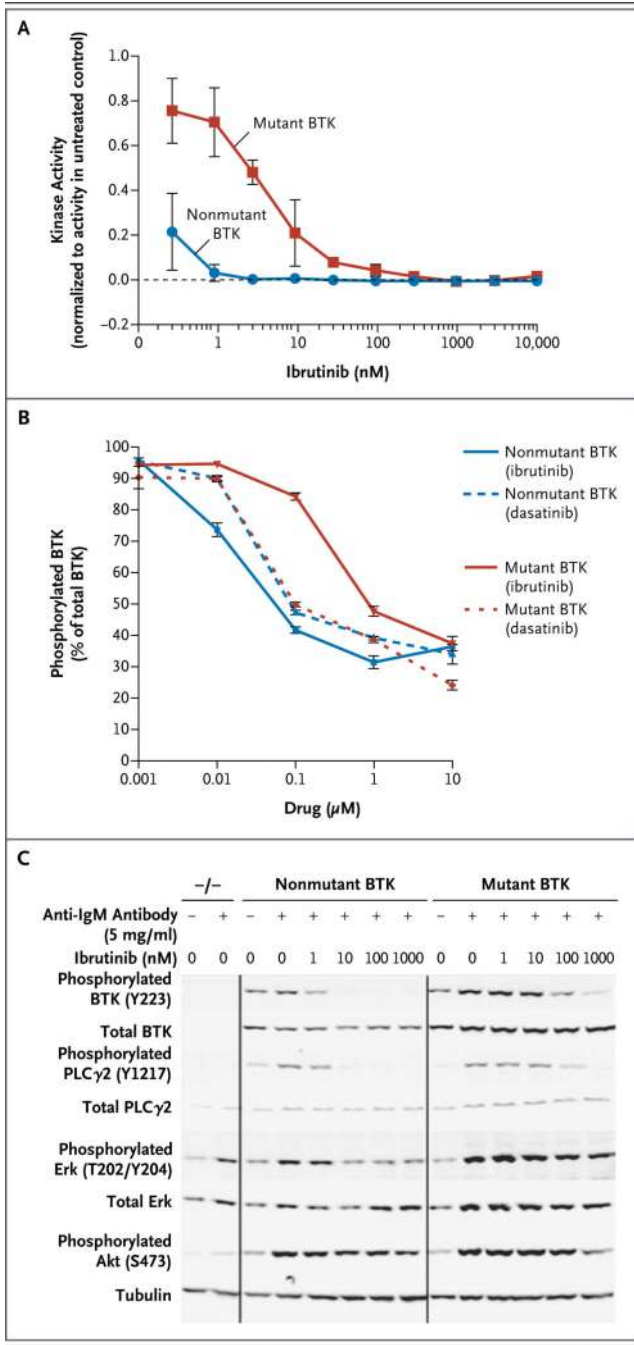 A
1.0
0.8
0.6
0.4
0.2
0.0
−0.2
Kinase Activity
(normalized to activity in untreated control)
Mutant BTK
Nonmutant
BTK
0 1 10 100 1000 10,000
Ibrutinib (nM)
B
100
90
80
70
60
50
40
30
20
10
0
Phosphorylated BTK
(% of total BTK)
0.001 0.01 0.1 1 10
Drug (µM)
Nonmutant BTK
(ibrutinib)
Nonmutant BTK
(dasatinib)
Mutant BTK
(ibrutinib)
Mutant BTK
(dasatinib)
C
−/− Nonmutant BTK Mutant BTK
Anti-IgM Antibody − + − + + + + + − + + + + +
(5 mg/ml)
Ibrutinib (nM) 0 0 0 0 1 10 100 1000 0 0 1 10 100 1000
Phosphorylated
BTK (Y223)
Total BTK
Phosphorylated
PLCγ2 (Y1217)
Total PLCγ2
Phosphorylated
Erk (T202/Y204)
Total Erk
Phosphorylated
Akt (S473)
Tubulin